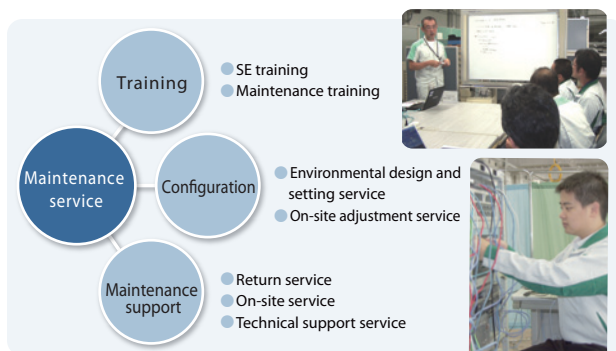 Training
SE training
Maintenance training
Maintenance
service
Configuration
Environmental design and
setting service
On-site adjustment service
Maintenance
support
Return service
On-site service
Technical support service